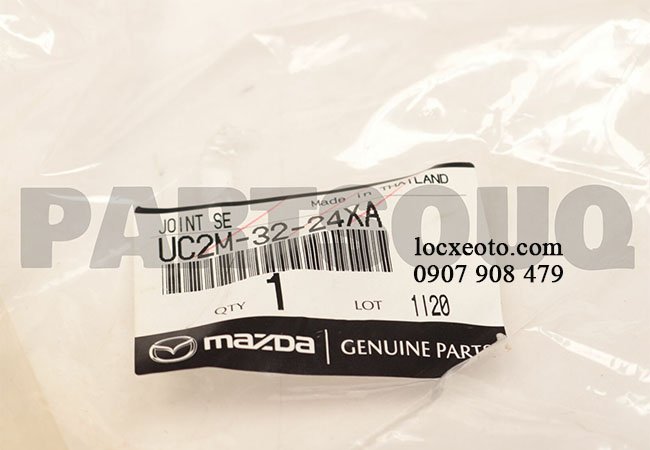 Made in THAILAND
JOINT SE
UC2M-32-24XA
QTY 1 LOT 1120
mazda | GENUINE PARTS
locxeoto.com
0907 908 479
PARTSOUQ